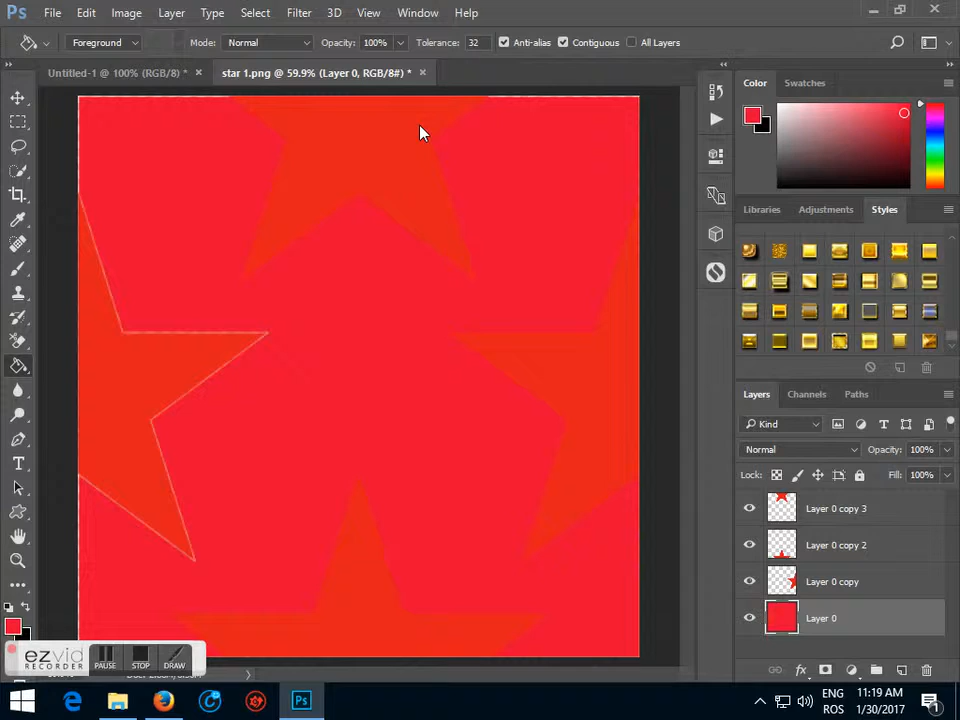 Ps File Edit Image Layer Type Select Filter 3D View Window Help
Foreground Mode: Normal Opacity: 100% Tolerance: 32 Anti-alias Contiguous All Layers
Untitled-1 @ 100% (RGB/8) * star 1.png @ 59.9% (Layer 0, RGB/8#) *
Color Swatches
Libraries Adjustments Styles
Layers Channels Paths
Kind
Normal Opacity: 100%
Lock: Fill: 100%
Layer 0 copy 3
Layer 0 copy 2
Layer 0 copy
Layer 0
ezvid
RECORDER
PAUSE STOP DRAW
Ps
ENG
ROS
11:19 AM
1/30/2017
1